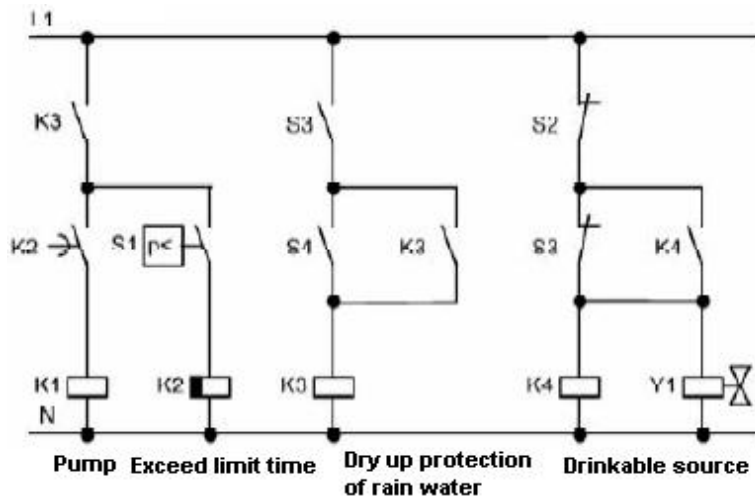 L1
K3 S3 S2
K2 S1 p< S4 K3 S3 K4
K1 K2 K3 K4 Y1
N
Pump Exceed limit time Dry up protection Drinkable source
of rain water